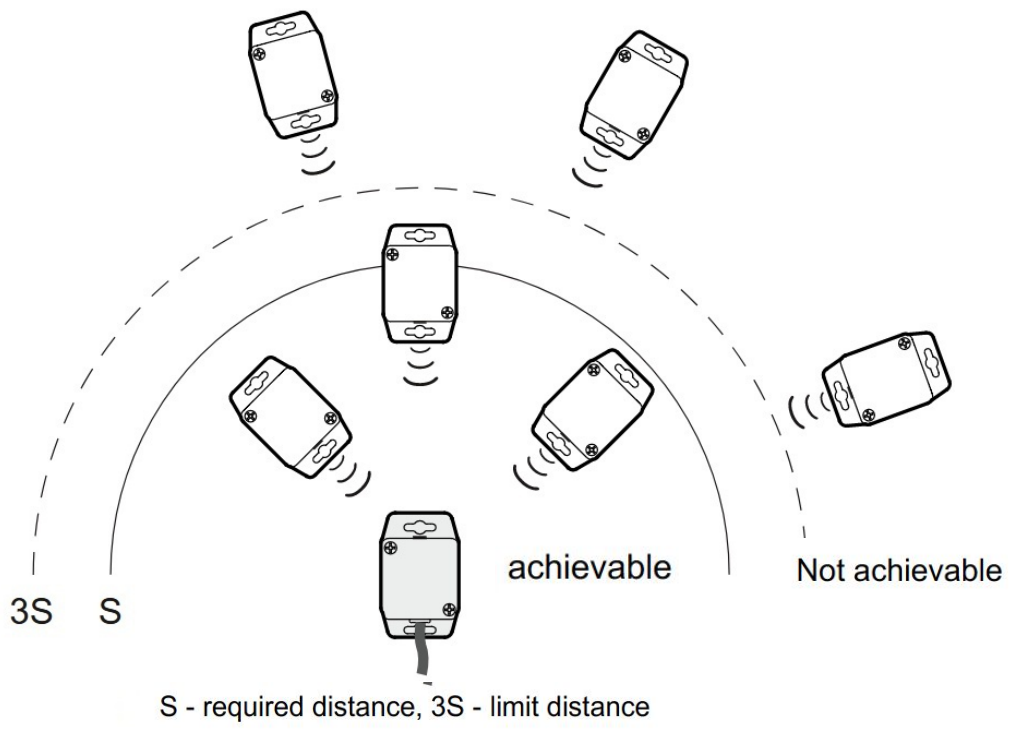 achievable
Not achievable
3S
S
S - required distance, 3S - limit distance